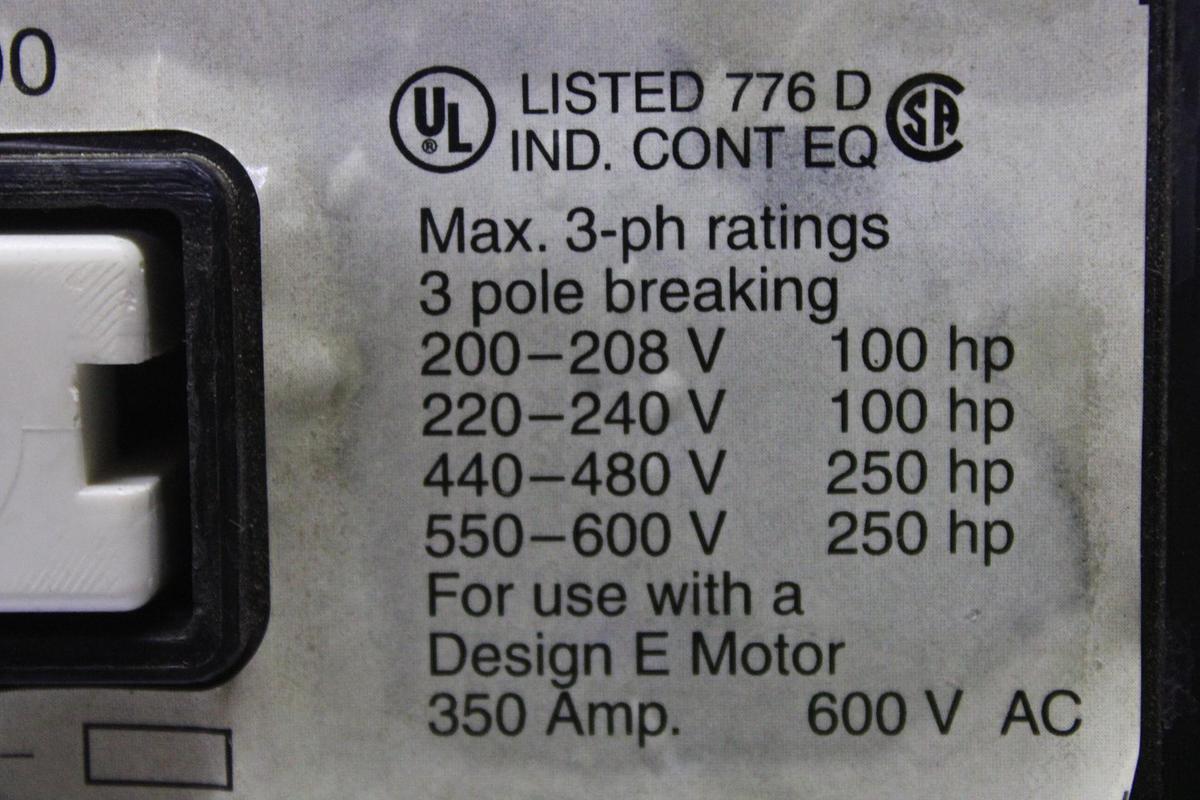 00
UL ® LISTED 776 D SA
IND. CONT EQ
Max. 3-ph ratings
3 pole breaking
200–208 V 100 hp
220–240 V 100 hp
440–480 V 250 hp
550–600 V 250 hp
For use with a
Design E Motor
350 Amp. 600 V AC